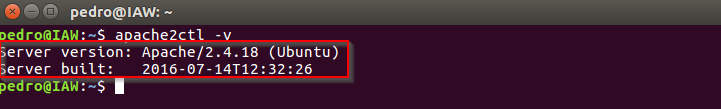 pedro@IAW: ~
pedro@IAW:~$ apache2ctl -v
Server version: Apache/2.4.18 (Ubuntu)
Server built:   2016-07-14T12:32:26
pedro@IAW:~$